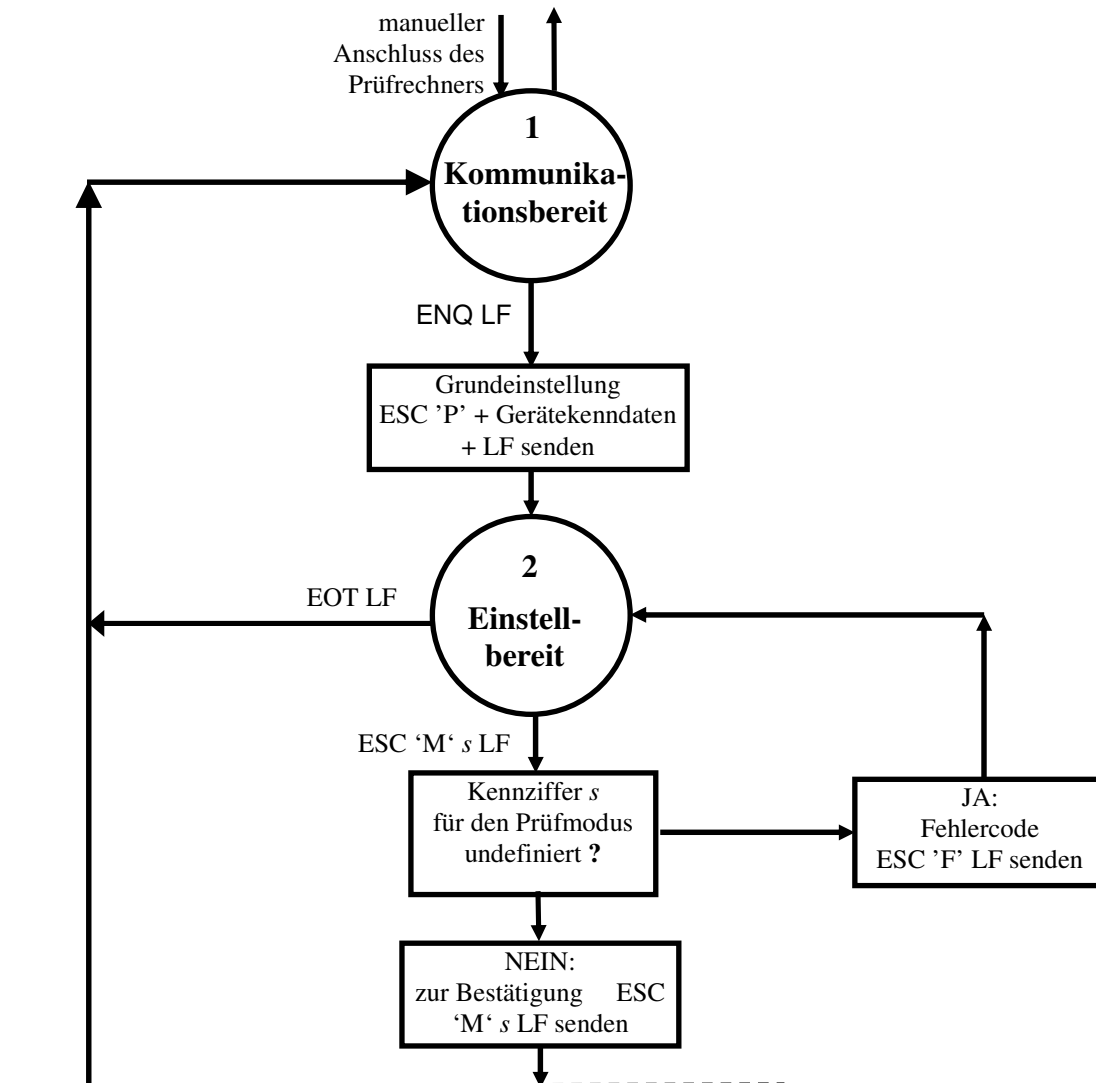 manueller
Anschluss des
Prüfrechners
1
Kommunika-
tionsbereit
ENQ LF
Grundeinstellung
ESC ’P’ + Gerätekenndaten
+ LF senden
2
Einstell-
bereit
EOT LF
ESC ‘M‘ s LF
Kennziffer s
für den Prüfmodus
undefiniert ?
JA:
Fehlercode
ESC ’F’ LF senden
NEIN:
zur Bestätigung ESC
‘M‘ s LF senden